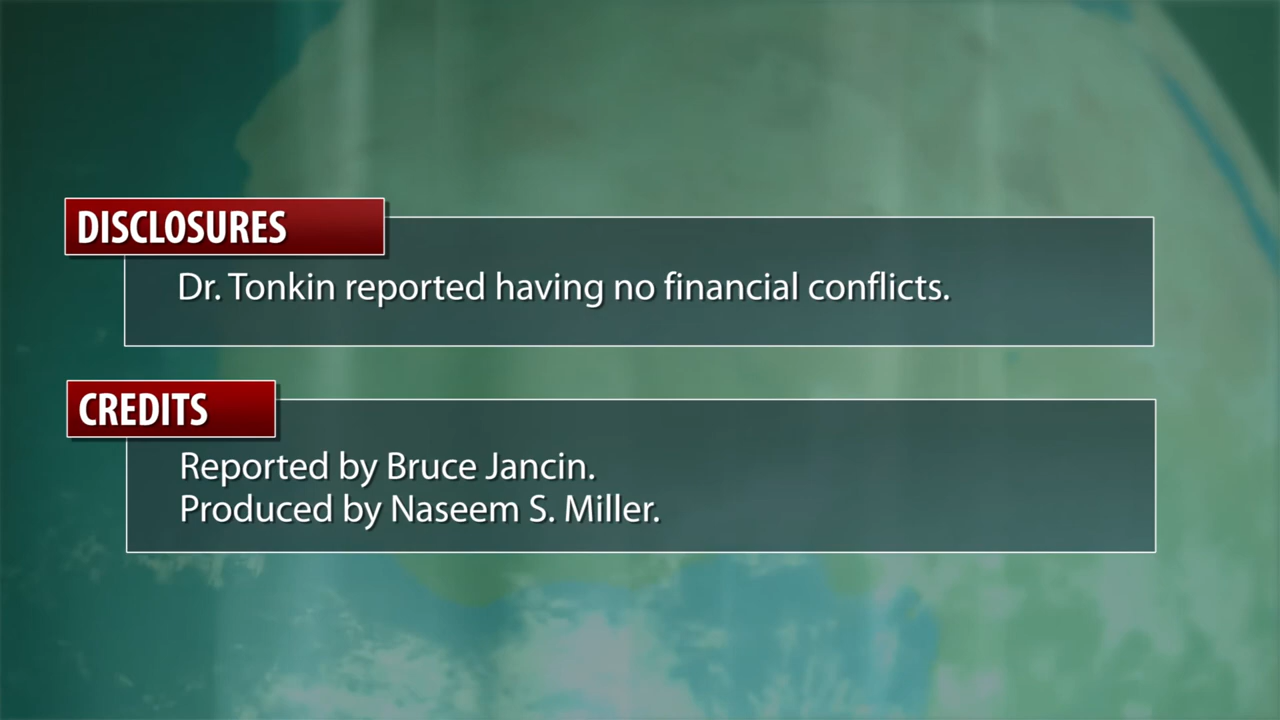 DISCLOSURES
Dr. Tonkin reported having no financial conflicts.
CREDITS
Reported by Bruce Jancin.
Produced by Naseem S. Miller.